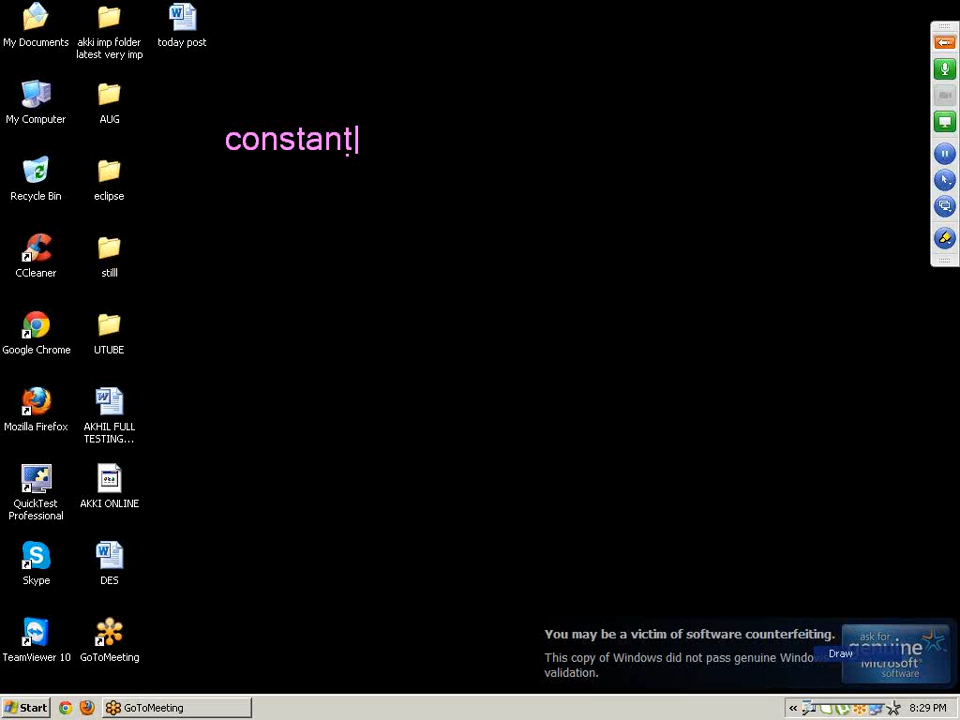 My Documents
akki imp folder
latest very imp
today post
My Computer
AUG
constant
Recycle Bin
eclipse
CCleaner
stilll
Google Chrome
UTUBE
Mozilla Firefox
AKHIL FULL
TESTING...
QuickTest
Professional
AKKI ONLINE
Skype
DES
TeamViewer 10
GoToMeeting
You may be a victim of software counterfeiting.
This copy of Windows did not pass genuine Windo
validation.
Draw
ask for
genuine
Microsoft
software
Start
GoToMeeting
8:29 PM